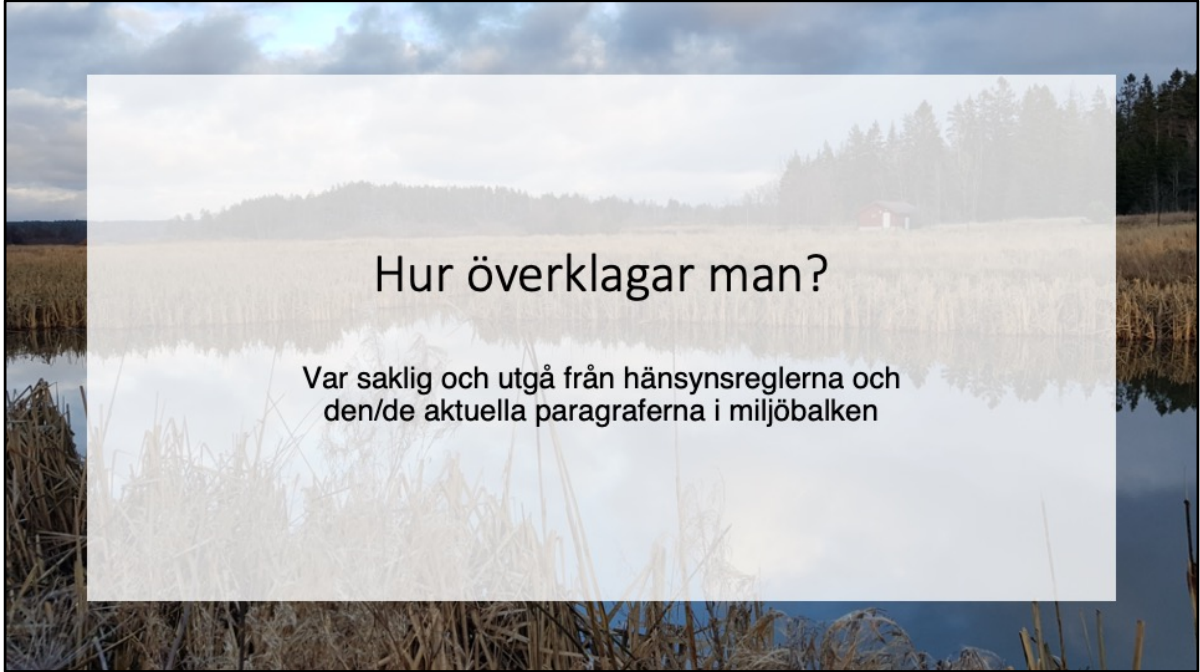 Hur överklagar man?
Var saklig och utgå från hänsynsreglerna och
den/de aktuella paragraferna i miljöbalken